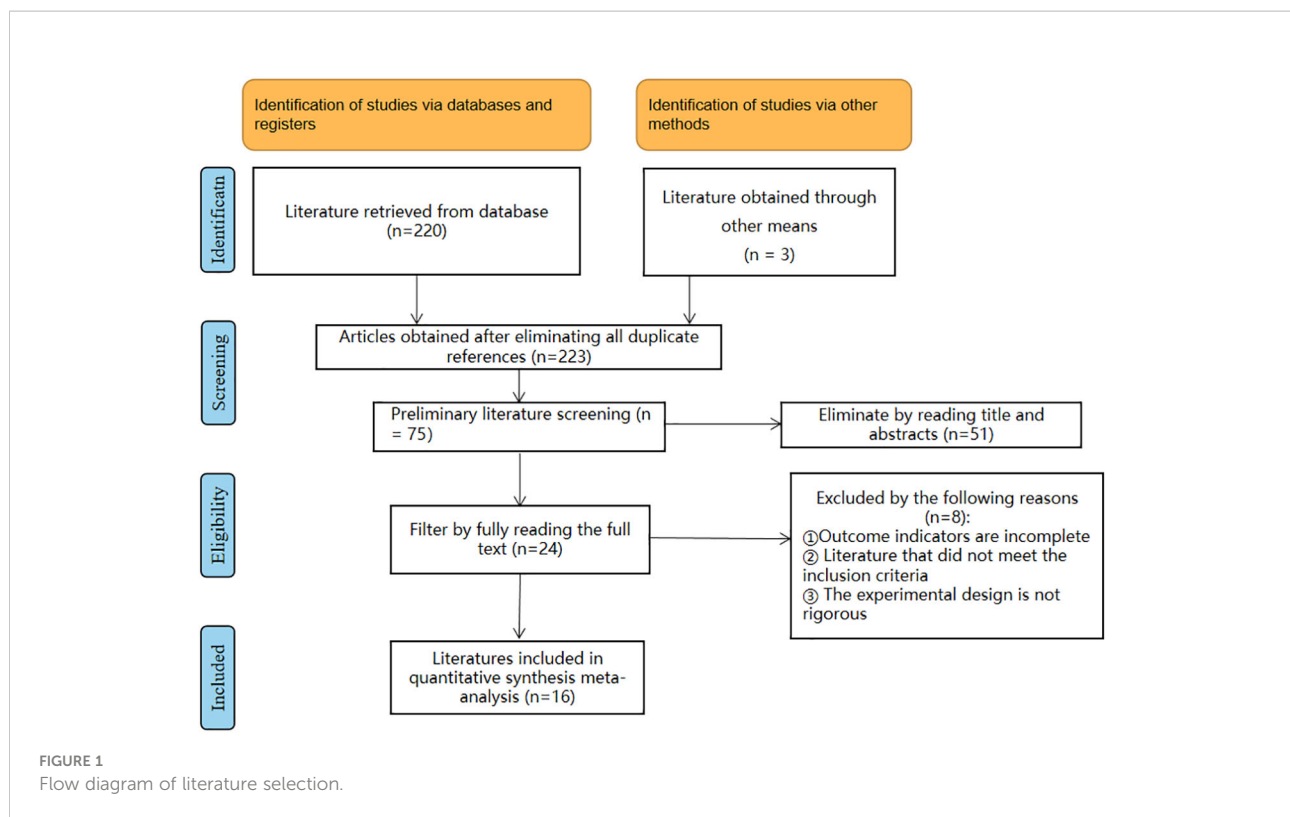 Identification of studies via databases and
registers
Identification of studies via other
methods
Identificatn
Literature retrieved from database
(n=220)
Literature obtained through
other means
(n = 3)
Screening
Articles obtained after eliminating all duplicate
references (n=223)
Preliminary literature screening (n
= 75)
Eliminate by reading title and
abstracts (n=51)
Eligibility
Filter by fully reading the full
text (n=24)
Excluded by the following reasons
(n=8):
①Outcome indicators are incomplete
② Literature that did not meet the
inclusion criteria
③ The experimental design is not
rigorous
Included
Literatures included in
quantitative synthesis meta-
analysis (n=16)
FIGURE 1
Flow diagram of literature selection.